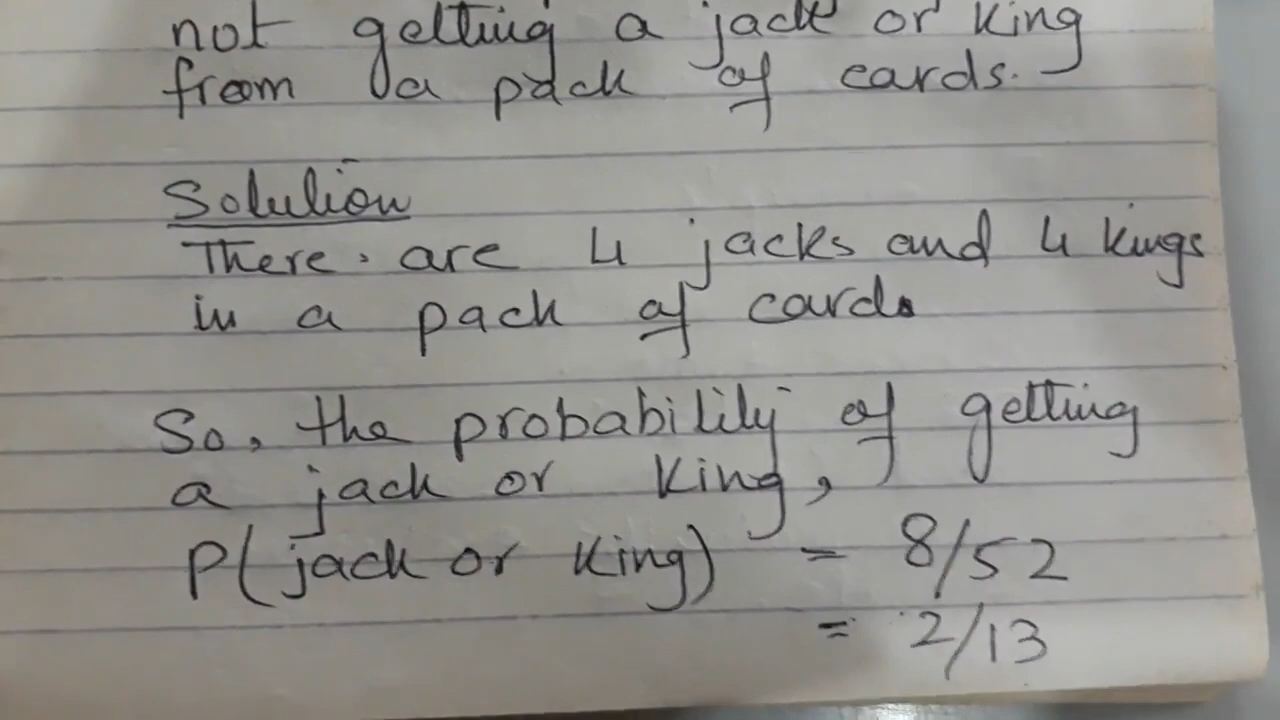 not getting a jack or king
from a pack of cards.
Solution
There. are 4 jacks and 4 kings
in a pack of cards
So, the probability of getting
a jack or king,
P(jack or king) = 8/52
= 2/13